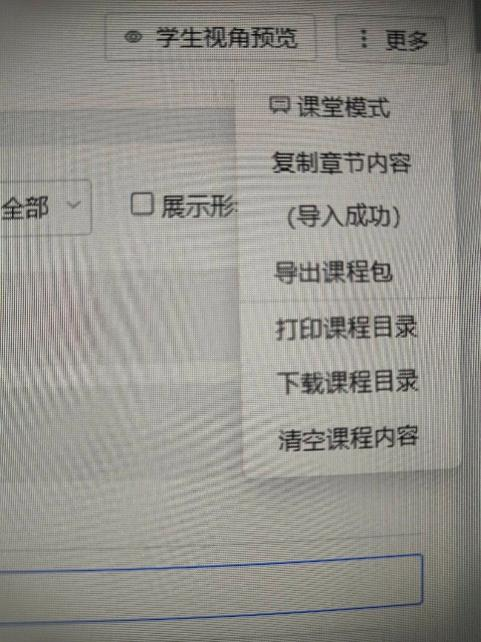 学生视角预览
更多
课堂模式
复制章节内容
全部
展示形
（导入成功）
导出课程包
打印课程目录
下载课程目录
清空课程内容